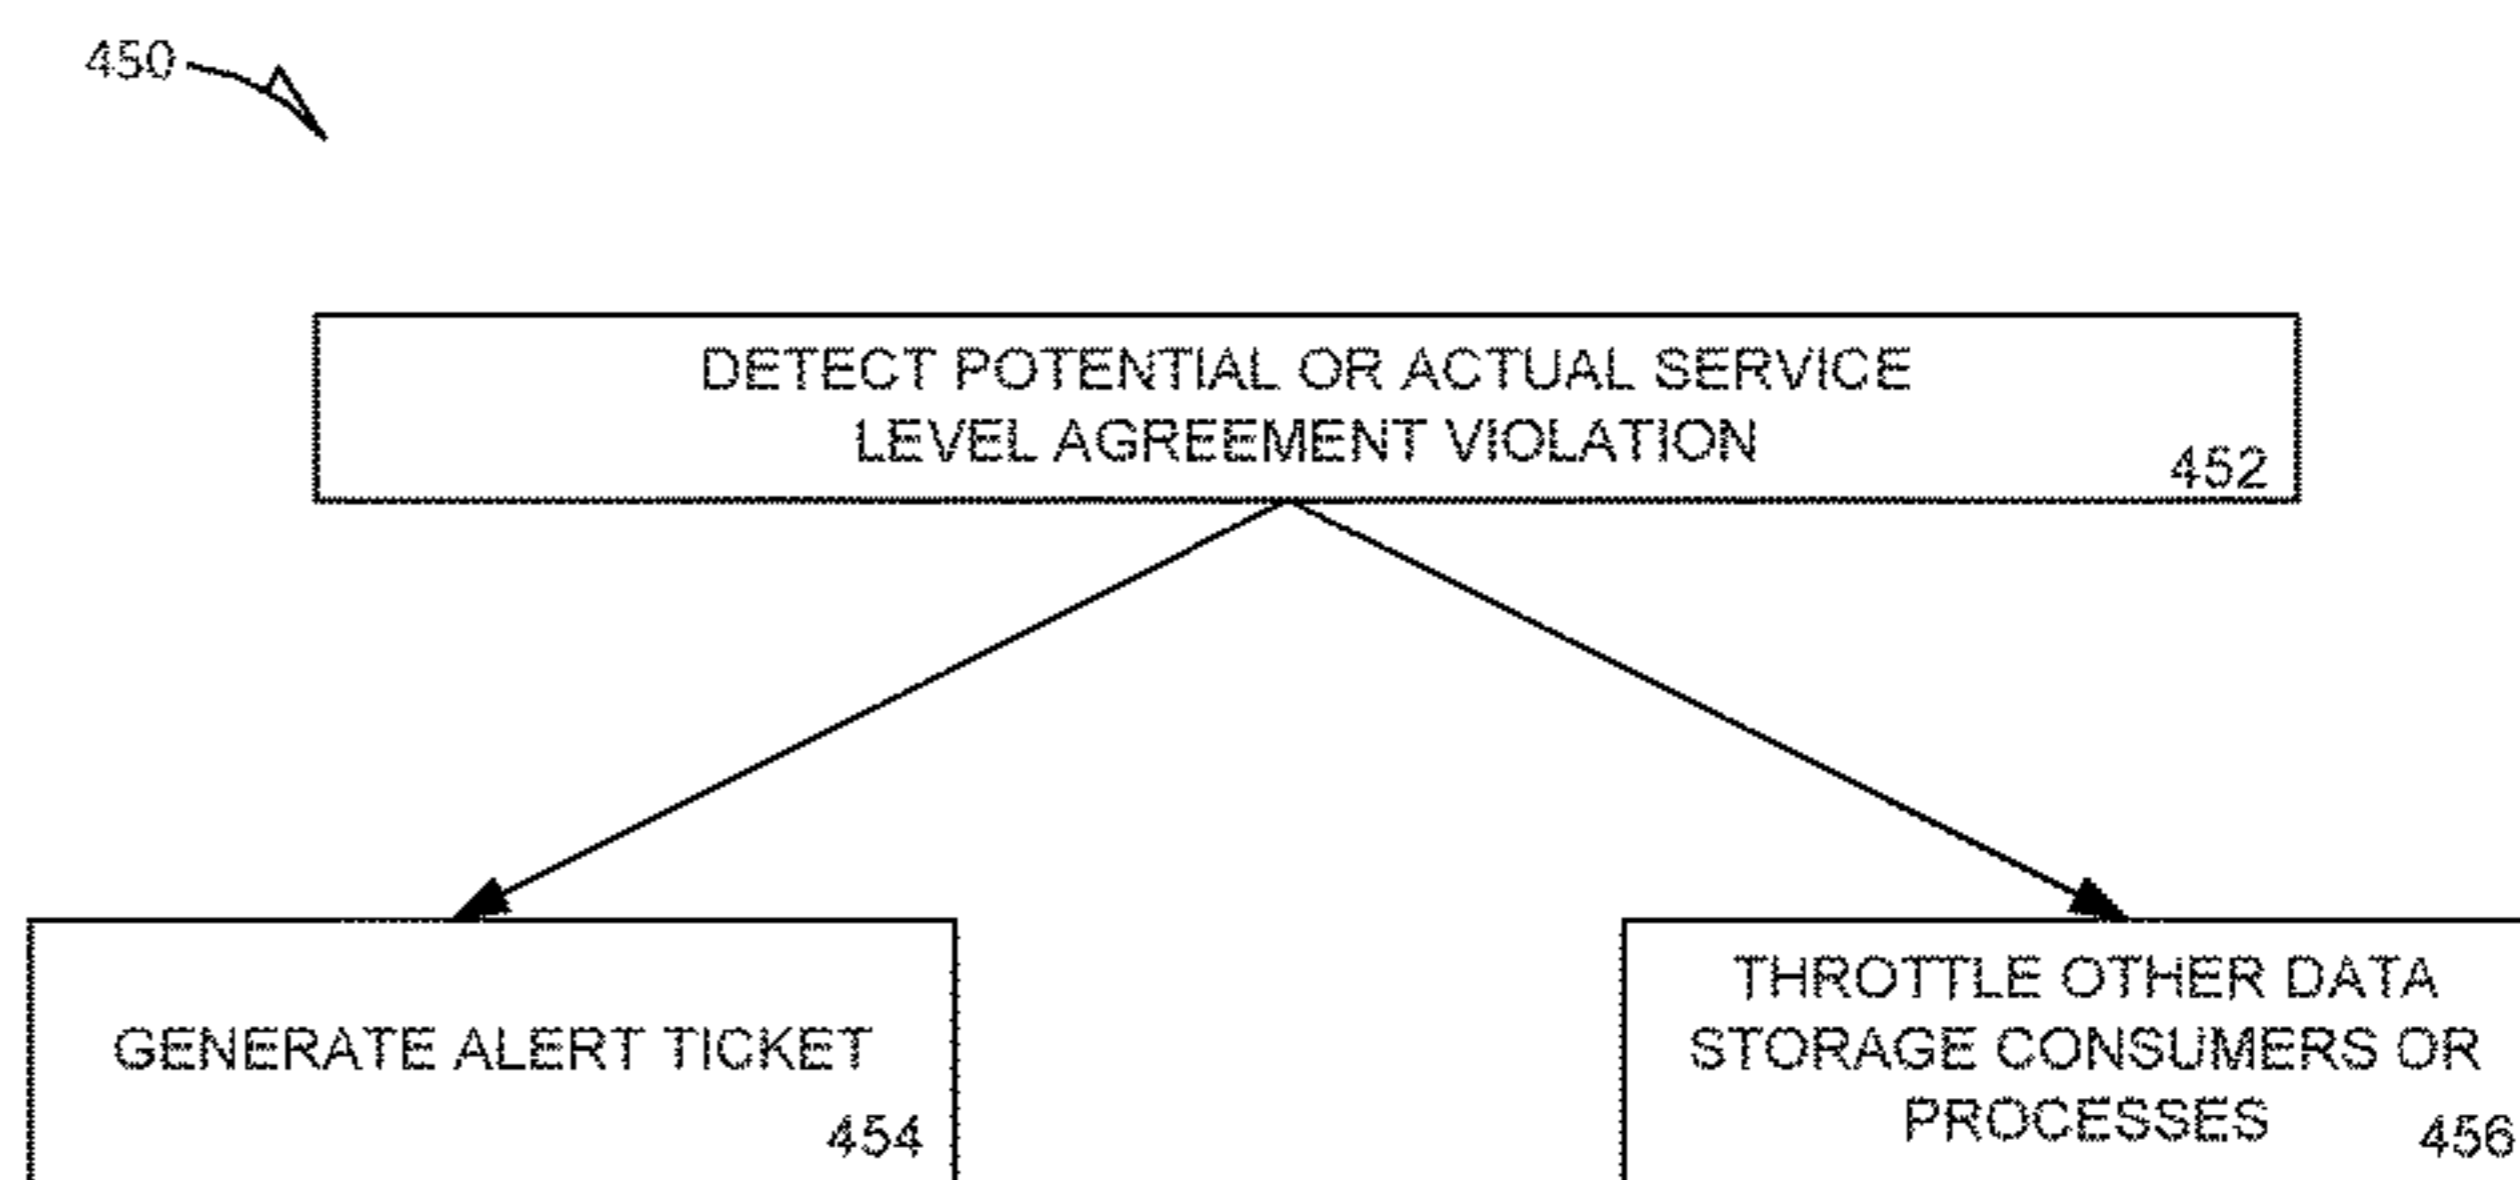 450
DETECT POTENTIAL OR ACTUAL SERVICE
LEVEL AGREEMENT VIOLATION
452
GENERATE ALERT TICKET
454
THROTTLE OTHER DATA
STORAGE CONSUMERS OR
PROCESSES
456